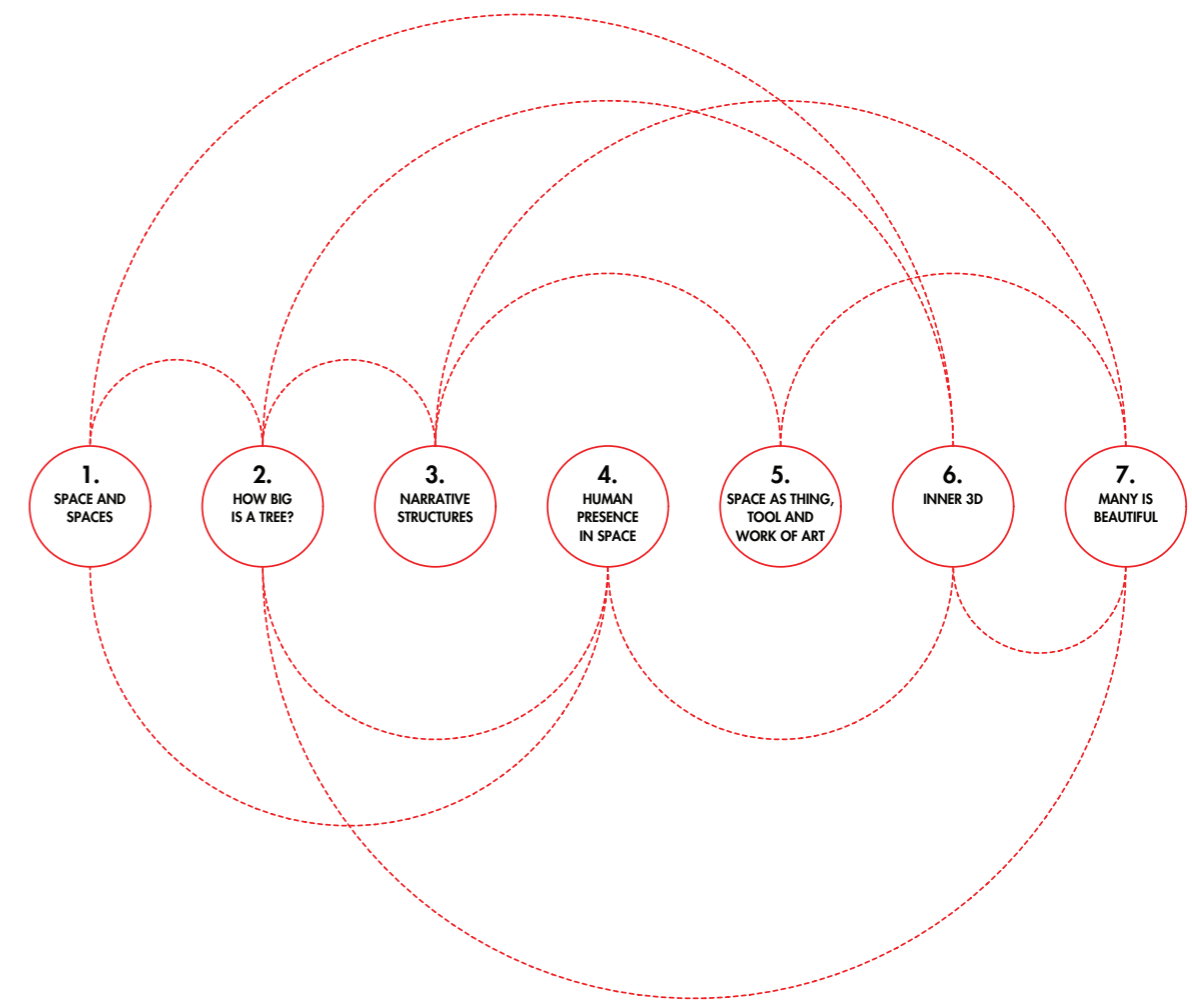 1.
SPACE AND
SPACES
2.
HOW BIG
IS A TREE?
3.
NARRATIVE
STRUCTURES
4.
HUMAN
PRESENCE
IN SPACE
5.
SPACE AS THING,
TOOL AND
WORK OF ART
6.
INNER 3D
7.
MANY IS
BEAUTIFUL